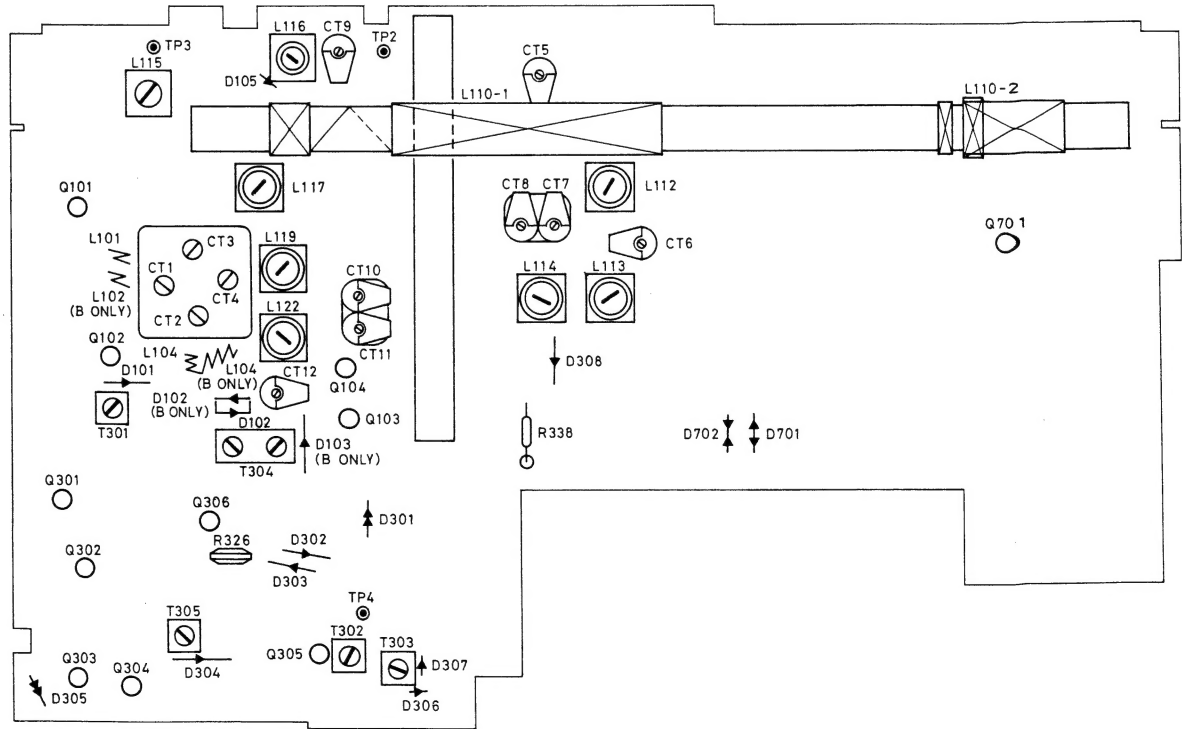 L116
CT9
TP3
TP2
L115
CT5
D105
L110-1
L110-2
Q101
L117
CT8 CT7
L112
Q701
L101
CT3
L119
CT6
CT1
CT10
L114
L113
L102
(B ONLY)
CT4
L122
CT2
Q102
L104
CT11
D308
D101
L104
(B ONLY)
CT12
Q104
D102
(B ONLY)
T301
Q103
D102
R338
D702
D701
D103
(B ONLY)
T304
Q301
Q306
D301
R326
D302
Q302
D303
TP4
T305
T302
T303
Q303
Q304
Q305
D307
D304
D305
D306